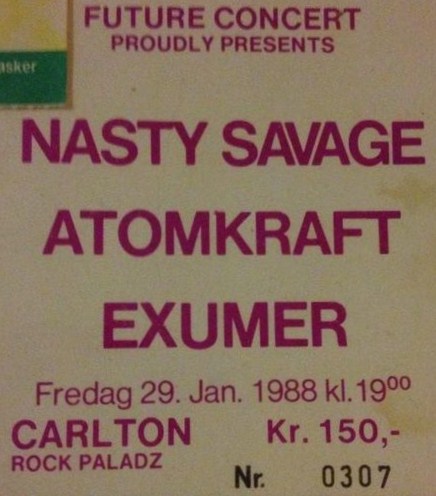 FUTURE CONCERT
PROUDLY PRESENTS
asker
NASTY SAVAGE
ATOMKRAFT
EXUMER
Fredag 29. Jan. 1988 kl.19⁰⁰
CARLTON Kr. 150,-
ROCK PALADZ
Nr. 0307